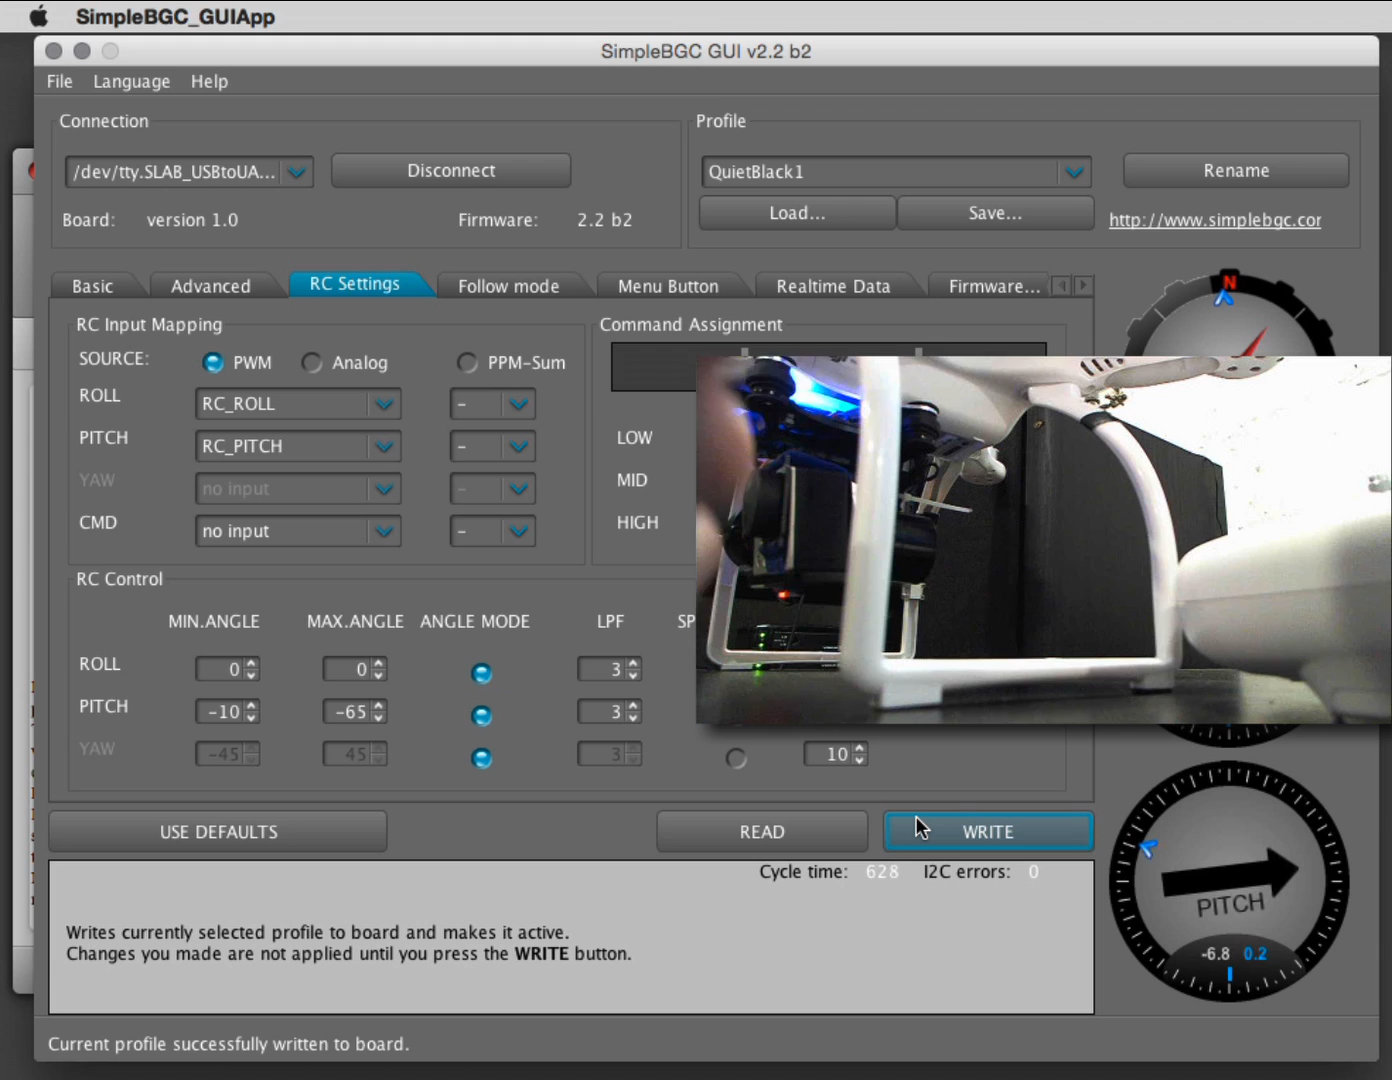 SimpleBGC_GUIApp
SimpleBGC GUI v2.2 b2
File Language Help
Connection
/dev/tty.SLAB_USBtoUA...
Disconnect
Board: version 1.0 Firmware: 2.2 b2
Profile
QuietBlack1
Rename
Load...
Save...
http://www.simplebgc.cor
Basic Advanced RC Settings Follow mode Menu Button Realtime Data Firmware...
RC Input Mapping
SOURCE: PWM Analog PPM-Sum
ROLL RC_ROLL -
PITCH RC_PITCH -
YAW no input -
CMD no input -
Command Assignment
LOW
MID
HIGH
N
RC Control
MIN.ANGLE MAX.ANGLE ANGLE MODE LPF SP
ROLL 0 0 3
PITCH -10 -65 3
YAW -45 45 3 10
USE DEFAULTS READ WRITE
Cycle time: 628 I2C errors: 0
Writes currently selected profile to board and makes it active.
Changes you made are not applied until you press the WRITE button.
PITCH
-6.8 0.2
Current profile successfully written to board.